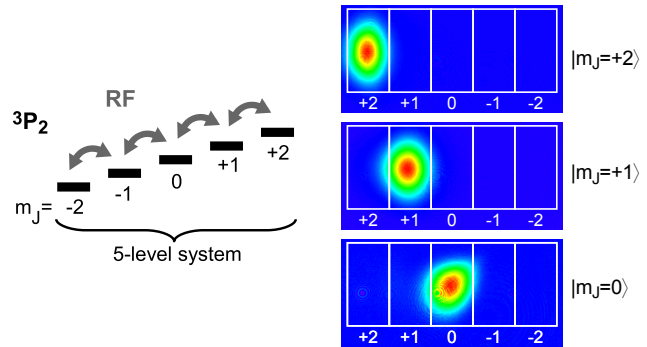 RF
³P₂
m_J= -2 -1 0 +1 +2
5-level system
+2 +1 0 -1 -2
|m_J=+2⟩
+2 +1 0 -1 -2
|m_J=+1⟩
+2 +1 0 -1 -2
|m_J=0⟩